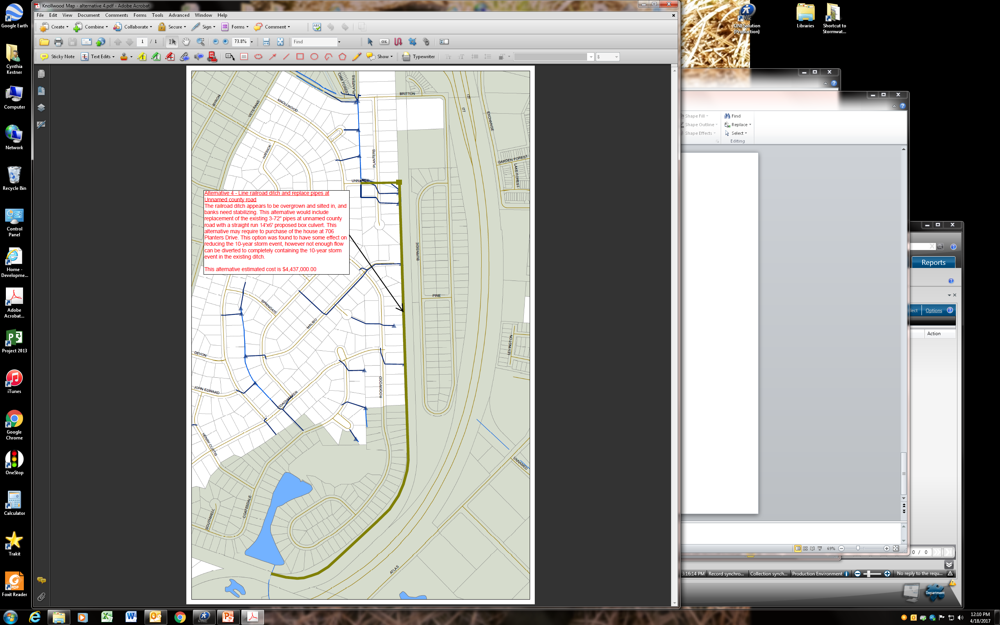 Knollwood Map - alternative 4.pdf - Adobe Acrobat
File Edit View Document Comments Forms Tools Advanced Window Help
Create Combine Collaborate Secure Sign Forms Comment
1 / 1 73.8% Find OK
Sticky Note Text Edits Show Typewriter 8
Google Earth
Cynthia
Kestner
Computer
Network
Recycle Bin
Control
Panel
Home -
Developme...
Adobe
Acrobat...
Project 2013
iTunes
Google
Chrome
OneStop
Calculator
Trakit
Foxit Reader
ONESolution
(Production)
Libraries
Shortcut to
Stormwat...
CAMI FOREST
PLANTERS
BRITTON
I77
I77
BYRON
VETERANS
KNOLLWOOD
EXCHANGE
HATRICK
PLANTERS
GARDEN FOREST
LAKE FOREST
UNNAMED
Alternative 4 - Line railroad ditch and replace pipes at
Unnamed county road
The railroad ditch appears to be overgrown and silted in, and
banks need stabilizing. This alternative would include
replacement of the existing 3-72" pipes at unnamed county
road with a straight run 14'x6' proposed box culvert. This
alternative may require to purchase of the house at 706
Planters Drive. This option was found to have some effect on
reducing the 10-year storm event, however not enough flow
can be diverted to completely containing the 10-year storm
event in the existing ditch.
This alternative estimated cost is $4,437,000.00
BURNSIDE
PINE
SPRINGATE
MALIBU
LEVINGTON
DEVON
ROCKWOOD
JOHN EDWARD
COACHMAKER
HENRY CURTIS
UNNAMED
COATESDALE
SOUTHWELL
ATLAS
Shape Fill
Shape Outline
Shape Effects
Find
Replace
Select
Editing
69%
Reports
lect Options
Action
0 / 0
3:16:14 PM Record synchro... Collection synch... Production Environment No reply to the requ...
Department
12:10 PM
4/18/2017